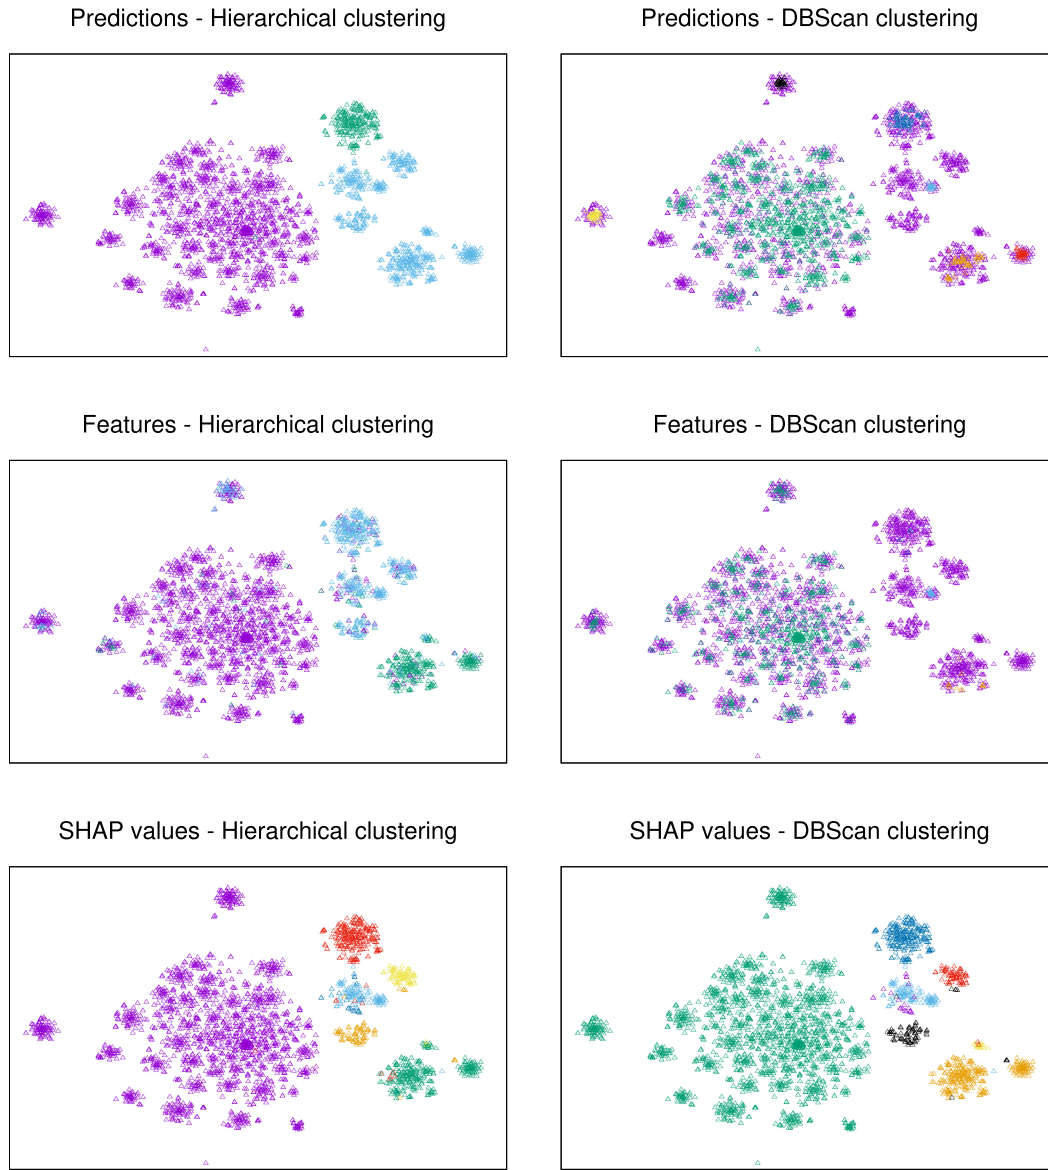 Predictions - Hierarchical clustering
Predictions - DBScan clustering
Features - Hierarchical clustering
Features - DBScan clustering
SHAP values - Hierarchical clustering
SHAP values - DBScan clustering